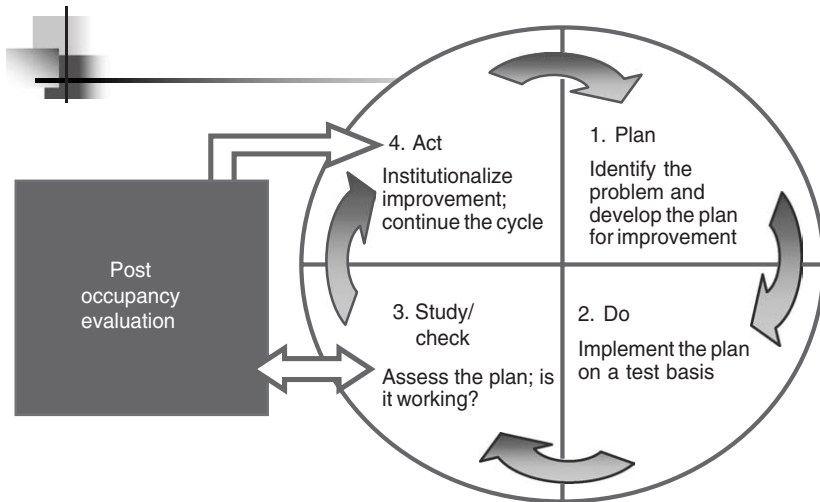 4. Act
Institutionalize
improvement;
continue the cycle
1. Plan
Identify the
problem and
develop the plan
for improvement
Post
occupancy
evaluation
3. Study/
check
Assess the plan; is
it working?
2. Do
Implement the plan
on a test basis